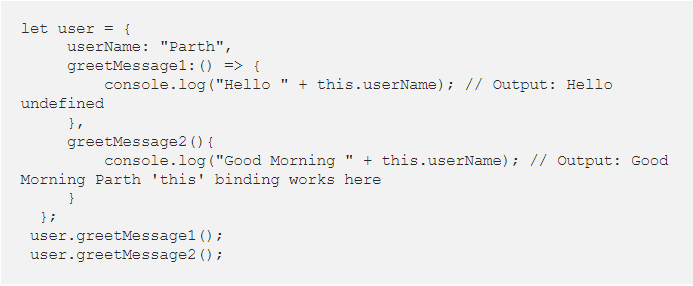 let user = {
     userName: "Parth",
     greetMessage1:() => {
         console.log("Hello " + this.userName); // Output: Hello
undefined
     },
     greetMessage2(){
         console.log("Good Morning " + this.userName); // Output: Good
Morning Parth 'this' binding works here
     }
  };
 user.greetMessage1();
 user.greetMessage2();